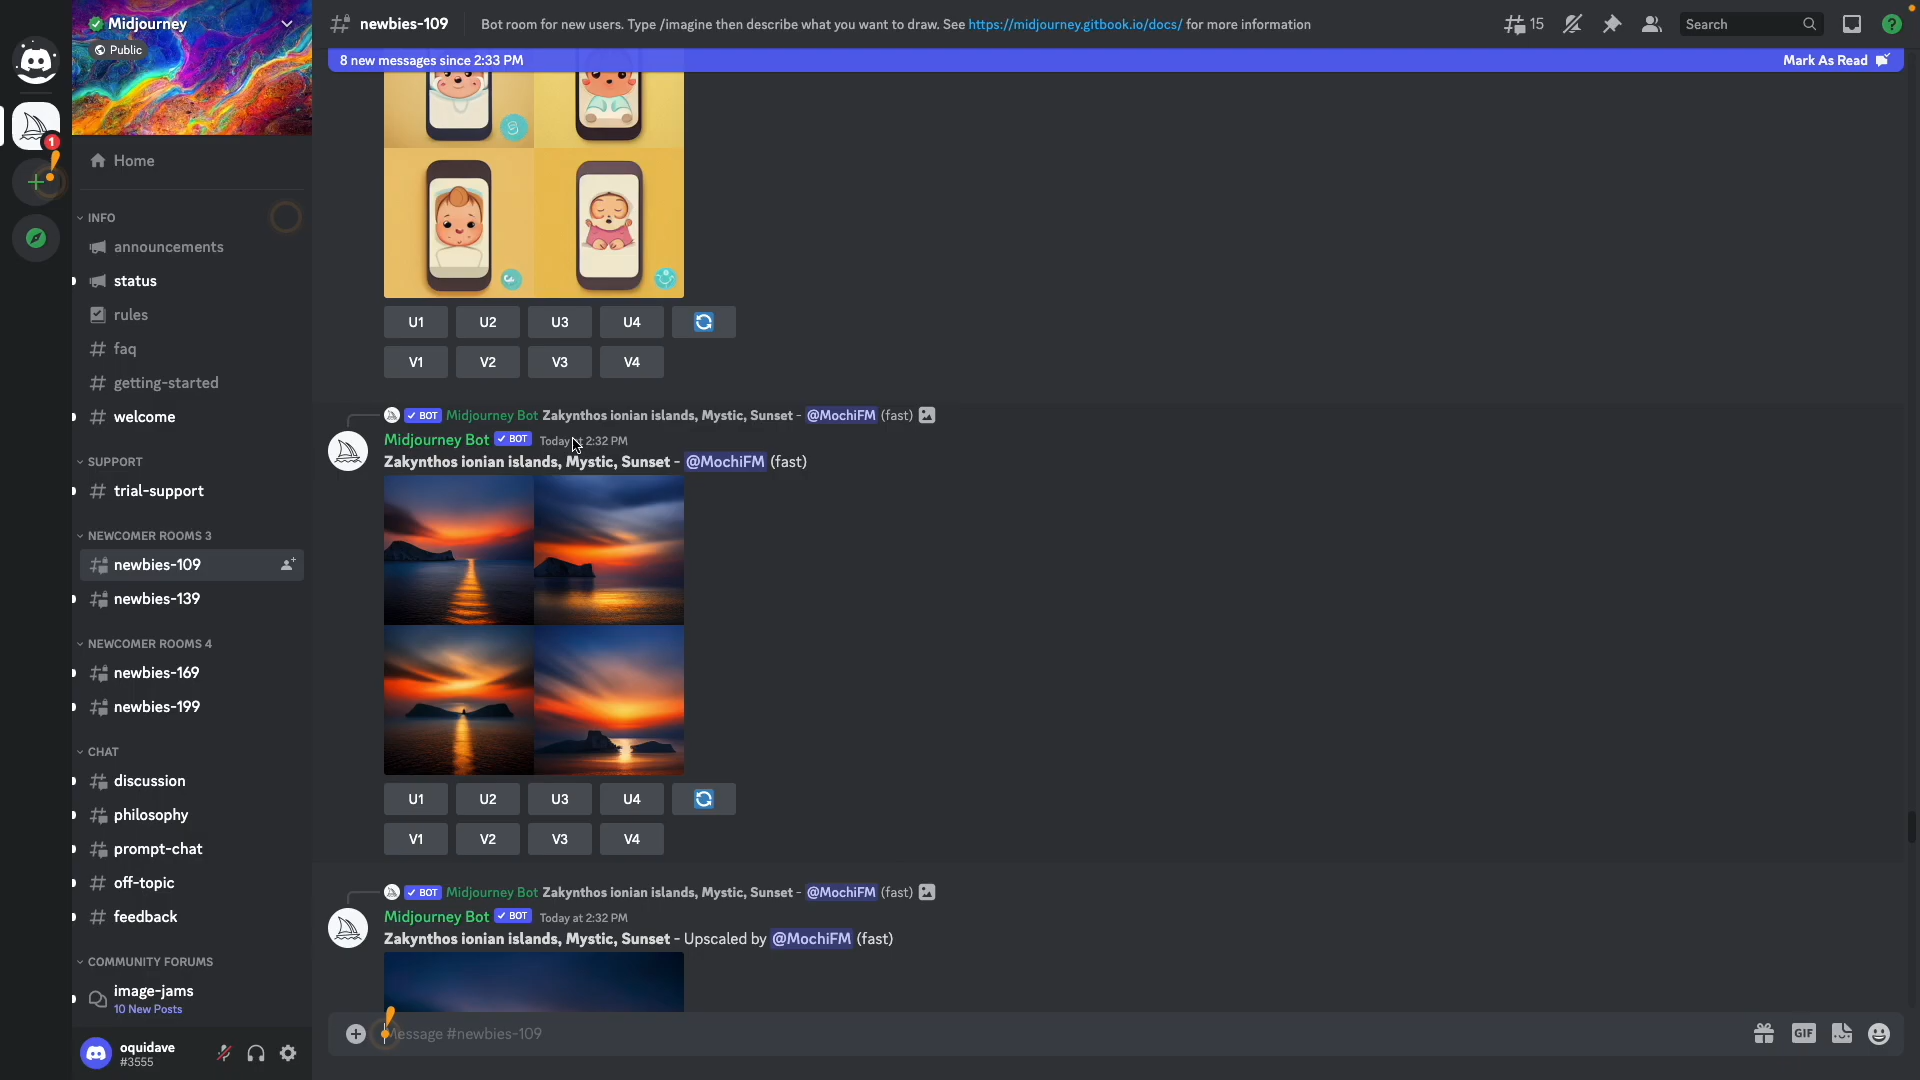 Midjourney
Public
Home
INFO
announcements
status
rules
faq
getting-started
welcome
SUPPORT
trial-support
NEWCOMER ROOMS 3
newbies-109
newbies-139
NEWCOMER ROOMS 4
newbies-169
newbies-199
CHAT
discussion
philosophy
prompt-chat
off-topic
feedback
COMMUNITY FORUMS
image-jams
10 New Posts
oquidave
#3555
1
newbies-109 Bot room for new users. Type /imagine then describe what you want to draw. See https://midjourney.gitbook.io/docs/ for more information 15 Search
8 new messages since 2:33 PM Mark As Read
U1 U2 U3 U4
V1 V2 V3 V4
BOT Midjourney Bot Zakynthos ionian islands, Mystic, Sunset - @MochiFM (fast)
Midjourney Bot BOT Today at 2:32 PM
Zakynthos ionian islands, Mystic, Sunset - @MochiFM (fast)
U1 U2 U3 U4
V1 V2 V3 V4
BOT Midjourney Bot Zakynthos ionian islands, Mystic, Sunset - @MochiFM (fast)
Midjourney Bot BOT Today at 2:32 PM
Zakynthos ionian islands, Mystic, Sunset - Upscaled by @MochiFM (fast)
Message #newbies-109 GIF